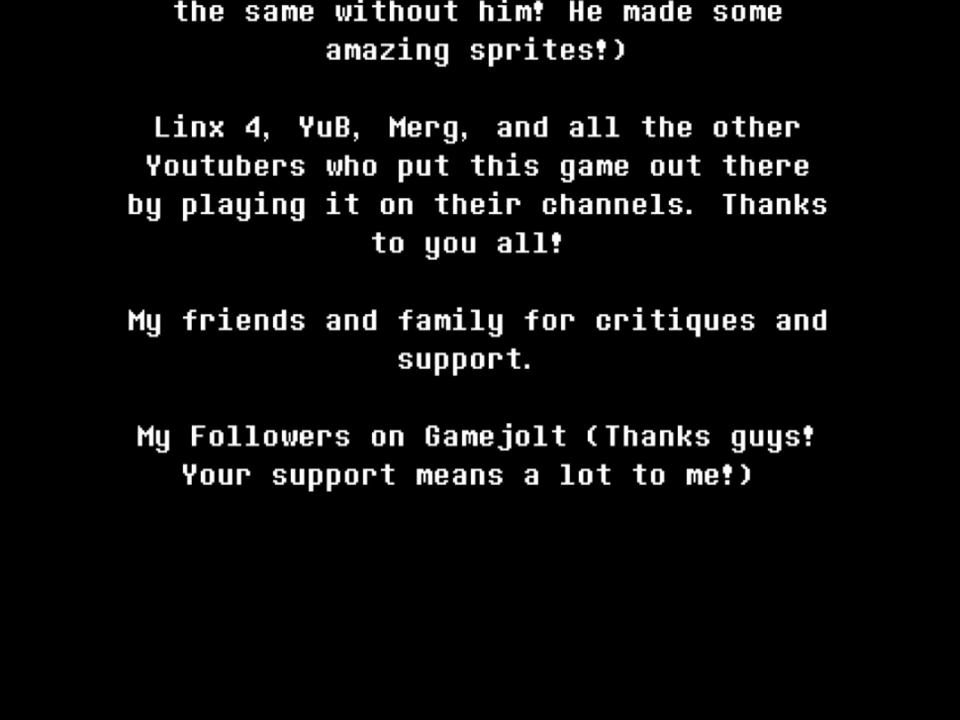 the same without him! He made some
amazing sprites!)
Linx 4, YuB, Merg, and all the other
Youtubers who put this game out there
by playing it on their channels. Thanks
to you all!
My friends and family for critiques and
support.
My Followers on Gamejolt (Thanks guys!
Your support means a lot to me!)